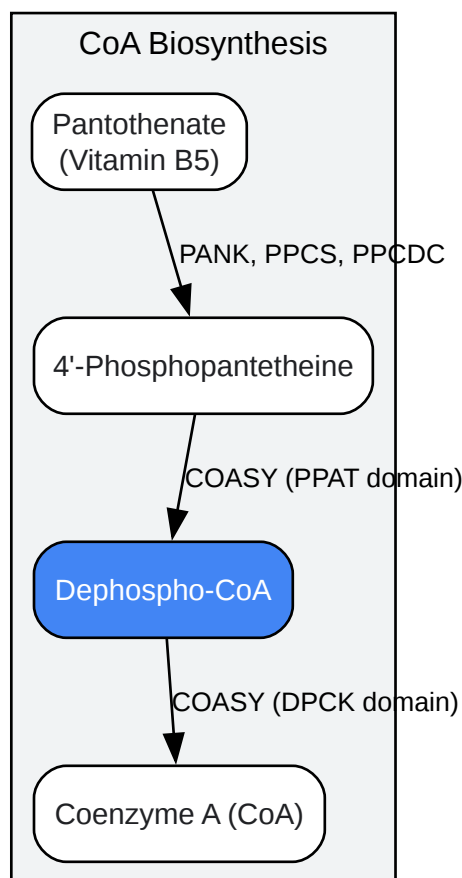 CoA Biosynthesis
Pantothenate
(Vitamin B5)
PANK, PPCS, PPCDC
4'-Phosphopantetheine
COASY (PPAT domain)
Dephospho-CoA
COASY (DPCK domain)
Coenzyme A (CoA)